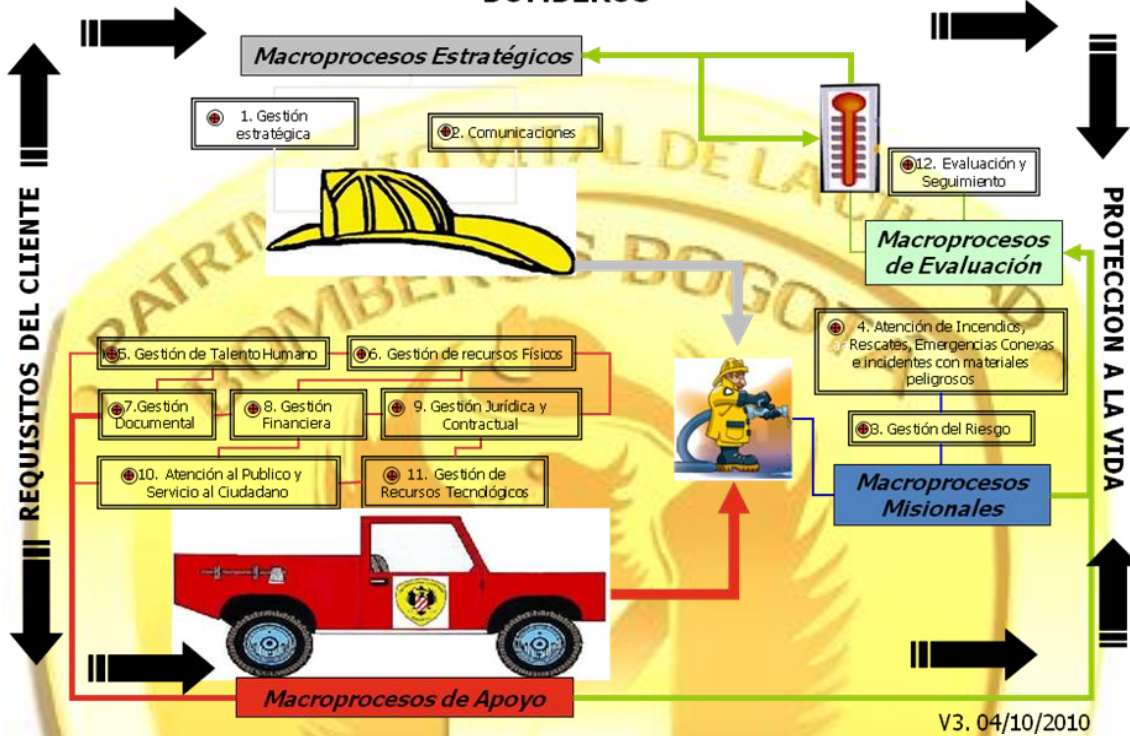 BOMBEROS
Macroprocesos Estratégicos
1. Gestión
estratégica
2. Comunicaciones
12. Evaluación y
Seguimiento
Macroprocesos
de Evaluación
REQUISITOS DEL CLIENTE
PROTECCION A LA VIDA
BOMBEROS BOGOTA
4. Atención de Incendios,
Rescates, Emergencias Conexas
e incidentes con materiales
peligrosos
3. Gestión del Riesgo
Macroprocesos
Misionales
5. Gestión de Talento Humano
6. Gestión de recursos Físicos
7.Gestión
Documental
8. Gestión
Financiera
9. Gestión Jurídica y
Contractual
10. Atención al Publico y
Servicio al Ciudadano
11. Gestión de
Recursos Tecnológicos
Macroprocesos de Apoyo
V3. 04/10/2010